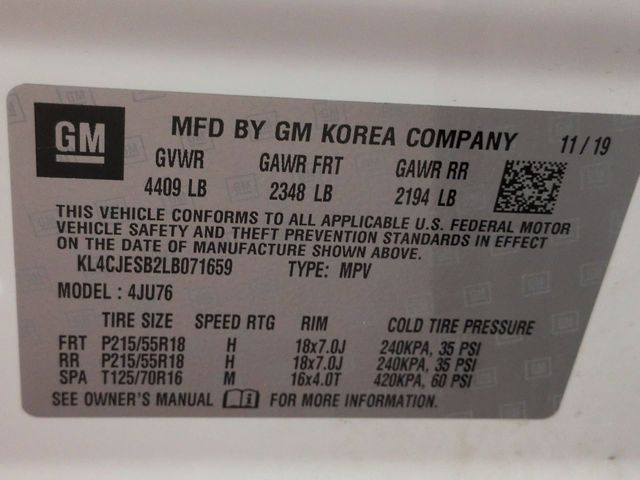 GM MFD BY GM KOREA COMPANY 11/19
GVWR GAWR FRT GAWR RR
4409 LB 2348 LB 2194 LB
THIS VEHICLE CONFORMS TO ALL APPLICABLE U.S. FEDERAL MOTOR
VEHICLE SAFETY AND THEFT PREVENTION STANDARDS IN EFFECT
ON THE DATE OF MANUFACTURE SHOWN ABOVE.
KL4CJESB2LB071659 TYPE: MPV
MODEL : 4JU76
TIRE SIZE SPEED RTG RIM COLD TIRE PRESSURE
FRT P215/55R18 H 18x7.0J 240KPA, 35 PSI
RR P215/55R18 H 18x7.0J 240KPA, 35 PSI
SPA T125/70R16 M 16x4.0T 420KPA, 60 PSI
SEE OWNER'S MANUAL FOR MORE INFORMATION.